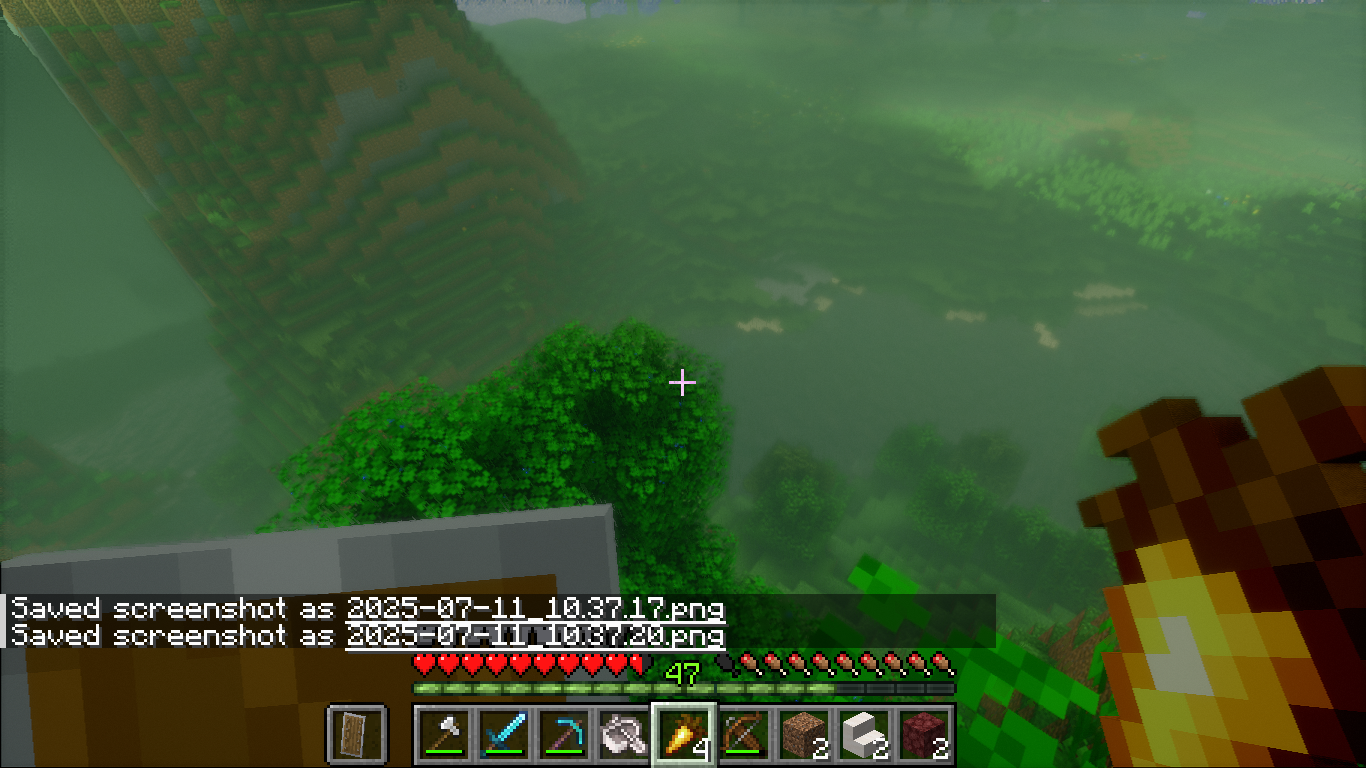 Saved screenshot as 2025-07-11_10.37.17.png
Saved screenshot as 2025-07-11_10.37.20.png
47
4 2 2 2